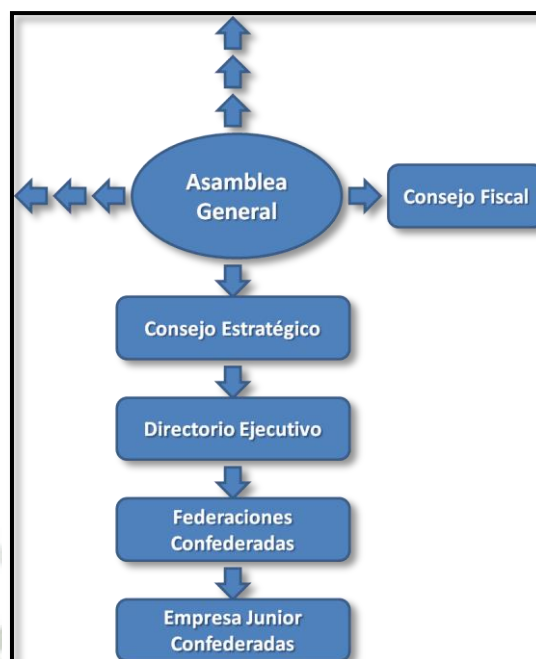 Asamblea
General
Consejo Fiscal
Consejo Estratégico
Directorio Ejecutivo
Federaciones
Confederadas
Empresa Junior
Confederadas